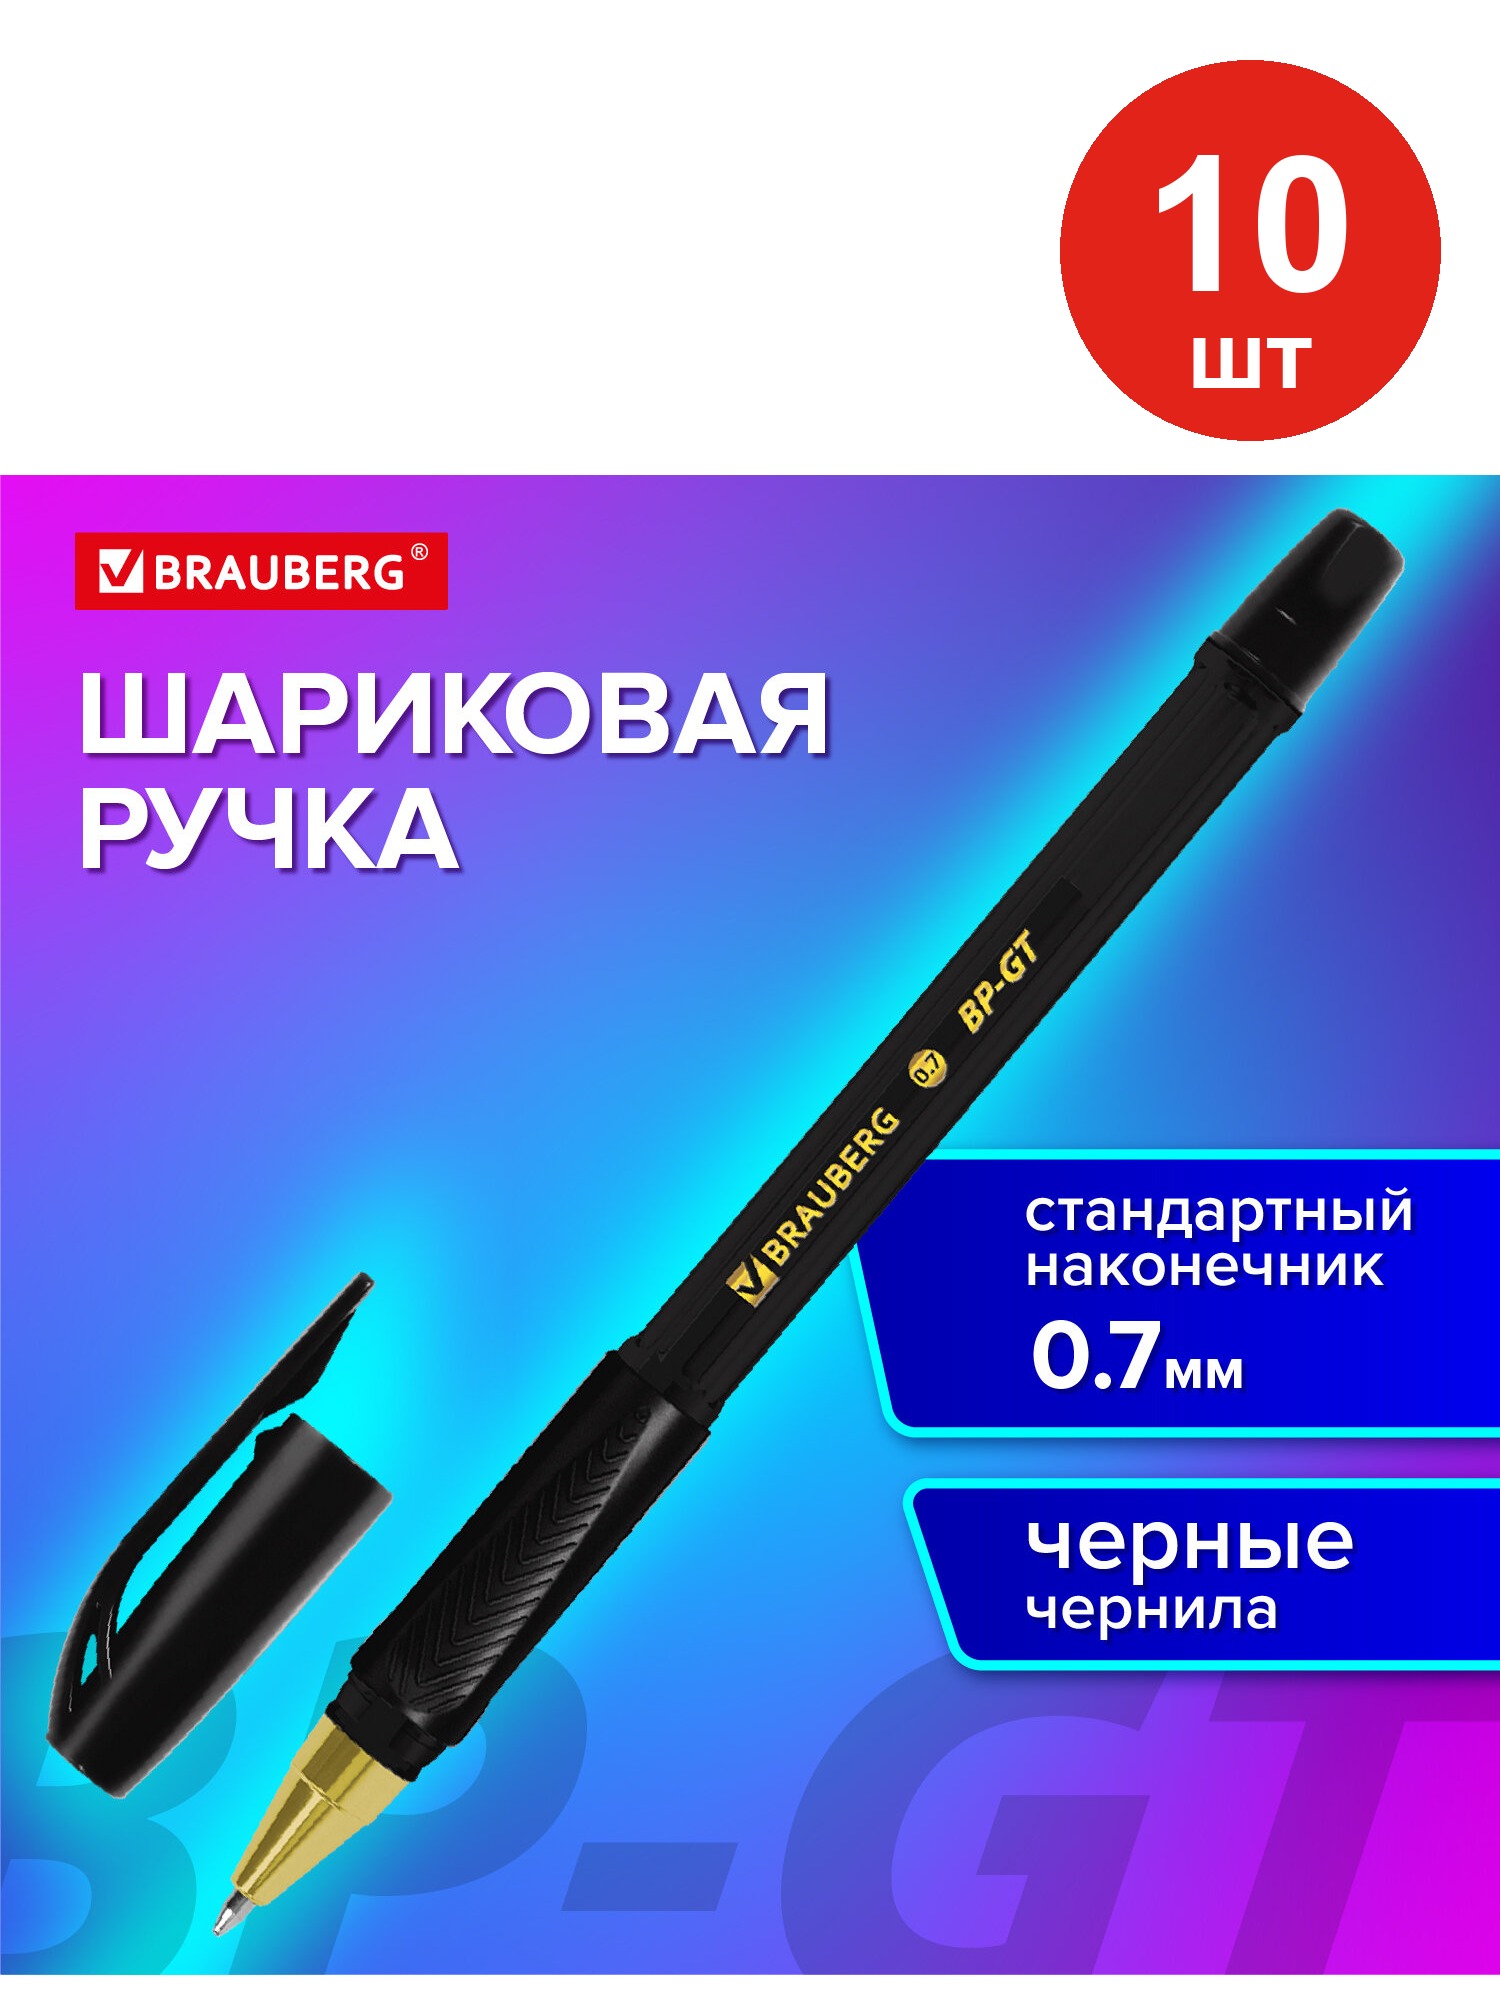 10
шт
BRAUBERG®
ШАРИКОВАЯ
РУЧКА
BRAUBERG 0.7 BP-GT
стандартный
наконечник
0.7мм
черные
чернила
BP-GT